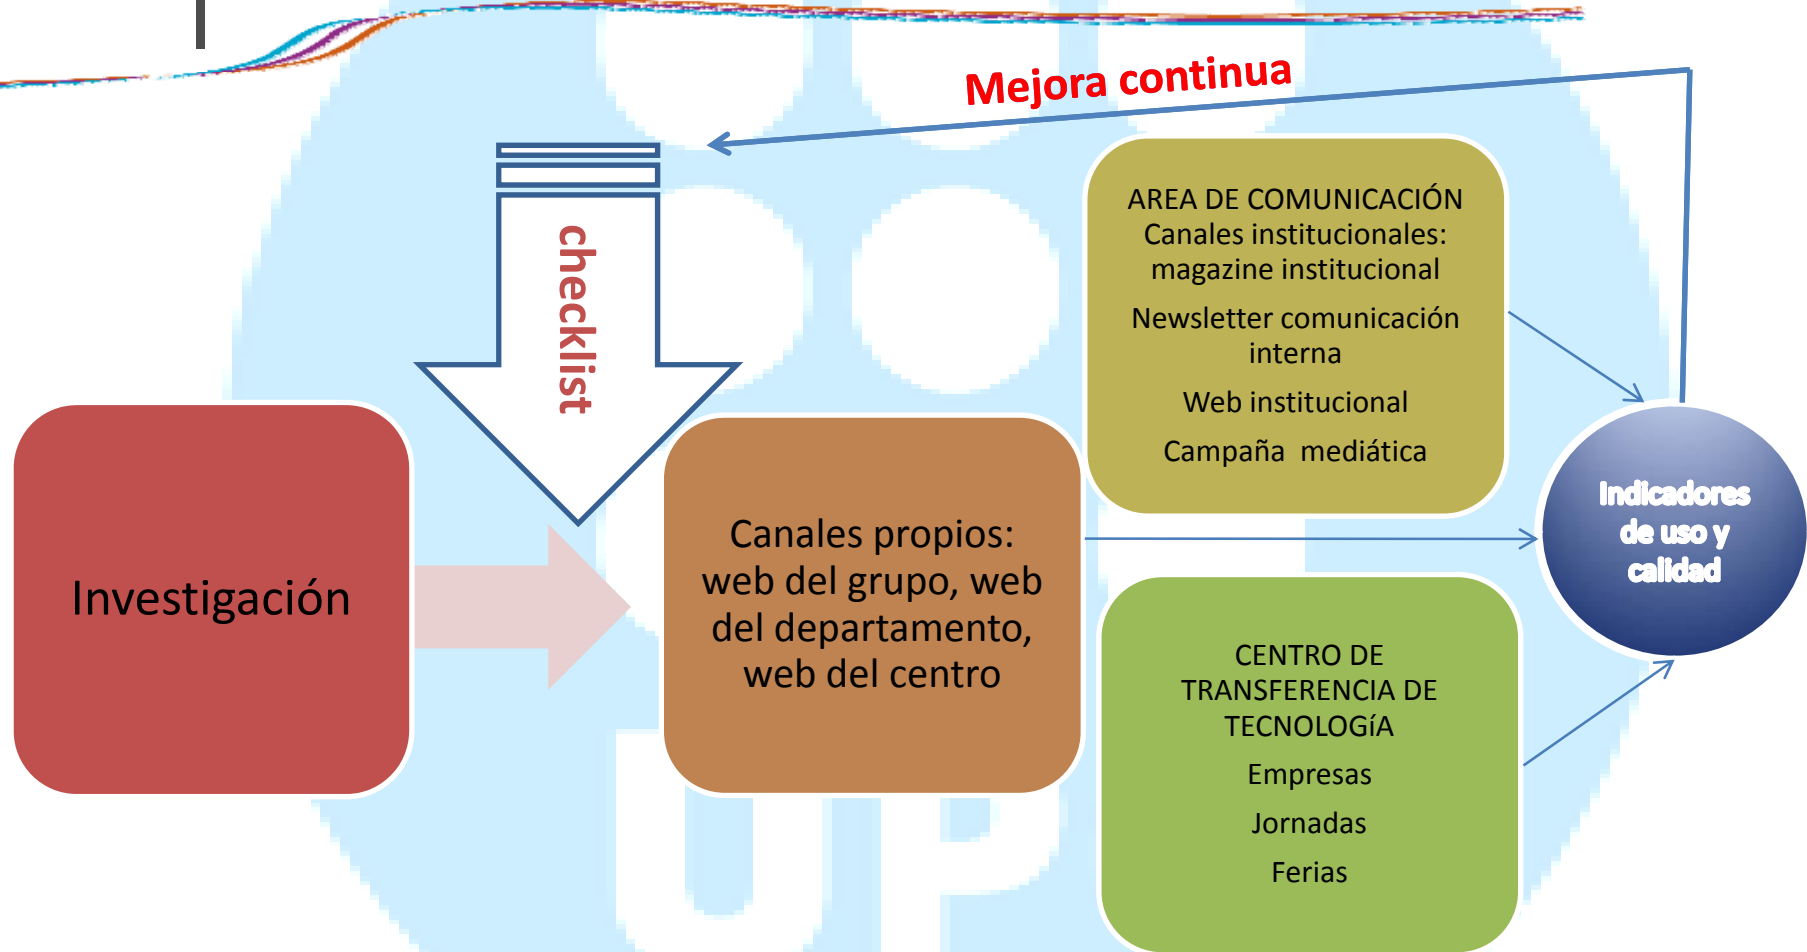 Mejora continua
checklist
AREA DE COMUNICACIÓN
Canales institucionales:
magazine institucional
Newsletter comunicación
interna
Web institucional
Campaña mediática
Investigación
Canales propios:
web del grupo, web
del departamento,
web del centro
Indicadores
de uso y
calidad
CENTRO DE
TRANSFERENCIA DE
TECNOLOGíA
Empresas
Jornadas
Ferias
UP